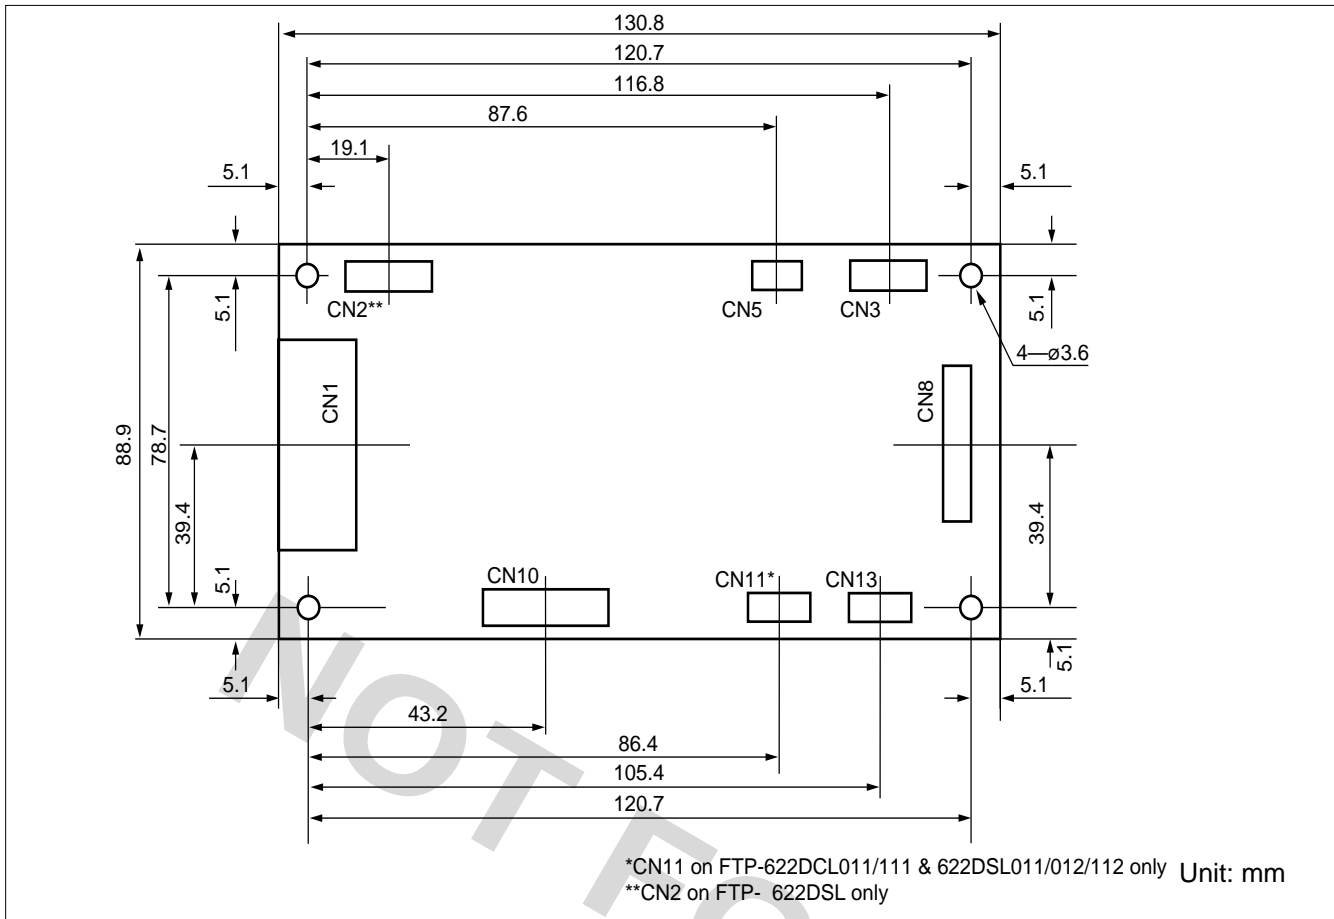 130.8
120.7
116.8
87.6
19.1
5.1
5.1
5.1
5.1
CN2**
CN5
CN3
4—ø3.6
CN1
CN8
88.9
78.7
39.4
39.4
5.1
CN10
CN11*
CN13
5.1
5.1
5.1
43.2
86.4
105.4
120.7
NOT FO
*CN11 on FTP-622DCL011/111 & 622DSL011/012/112 only Unit: mm
**CN2 on FTP- 622DSL only